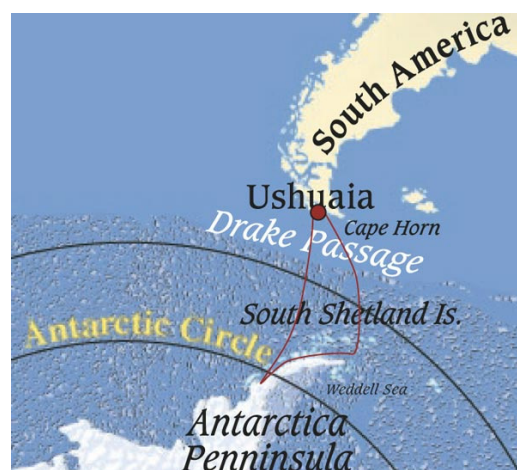 South America
Ushuaia
Cape Horn
Drake Passage
South Shetland Is.
Antarctic Circle
Weddell Sea
Antarctica
Penninsula